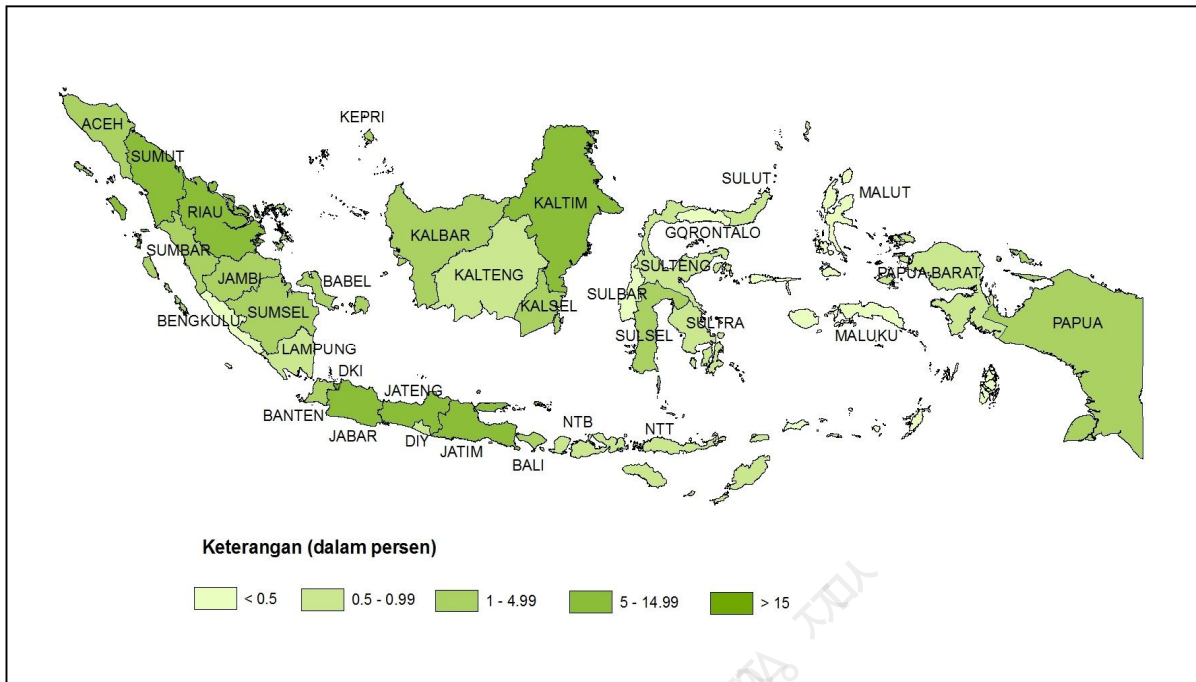 ACEH
KEPRI
SUMUT
SULUT
MALUT
RIAU
KALTIM
KALBAR
GORONTALO
SUMBAR
SULTENG
PAPUA BARAT
KALTENG
JAMBI
BABEL
SULBAR
KALSEL
SUMSEL
BENGKULU
SULSEL
SULTRA
PAPUA
MALUKU
LAMPUNG
DKI
JATENG
BANTEN
JABAR
DIY
JATIM
NTB
NTT
BALI
Keterangan (dalam persen)
< 0.5
0.5 - 0.99
1 - 4.99
5 - 14.99
> 15